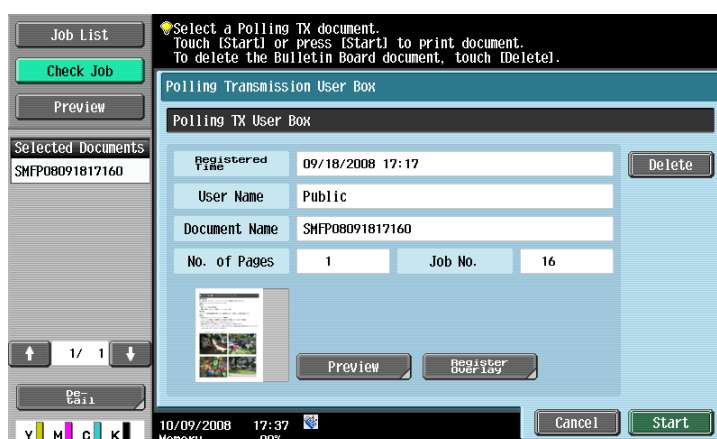 Job List
Check Job
Preview
Selected Documents
SMFP08091817160
1/ 1
De-
tail
Y M C K
Select a Polling TX document.
Touch [Start] or press [Start] to print document.
To delete the Bulletin Board document, touch [Delete].
Polling Transmission User Box
Polling TX User Box
Registered
Time
09/18/2008 17:17
User Name
Public
Document Name
SMFP08091817160
No. of Pages
1
Job No.
16
Delete
Preview
Register
Overlay
10/09/2008 17:37
Memory
Cancel
Start